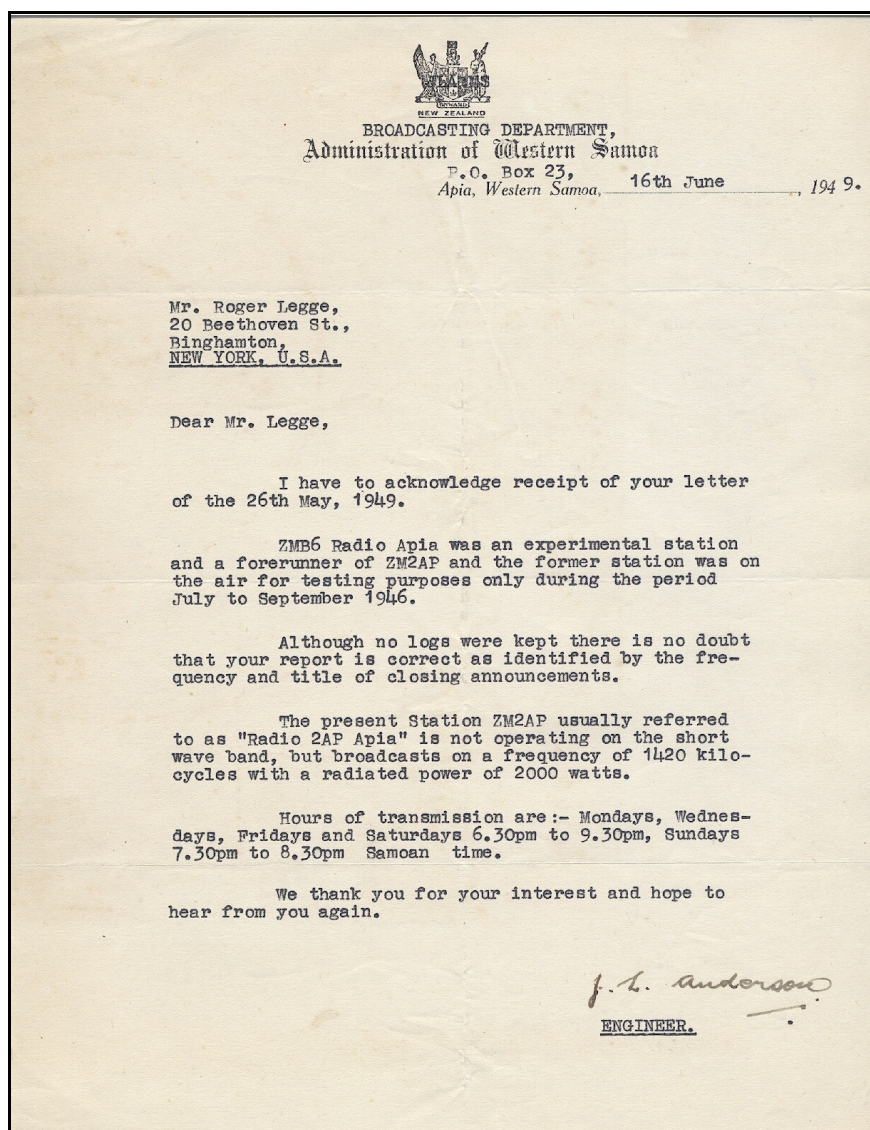 NEW ZEALAND
BROADCASTING DEPARTMENT,
Administration of Western Samoa
P.O. Box 23,
Apia, Western Samoa, 16th June , 1949.
Mr. Roger Legge,
20 Beethoven St.,
Binghamton,
NEW YORK, U.S.A.
Dear Mr. Legge,
I have to acknowledge receipt of your letter
of the 26th May, 1949.
ZMB6 Radio Apia was an experimental station
and a forerunner of ZM2AP and the former station was on
the air for testing purposes only during the period
July to September 1946.
Although no logs were kept there is no doubt
that your report is correct as identified by the fre-
quency and title of closing announcements.
The present Station ZM2AP usually referred
to as "Radio 2AP Apia" is not operating on the short
wave band, but broadcasts on a frequency of 1420 kilo-
cycles with a radiated power of 2000 watts.
Hours of transmission are:- Mondays, Wednes-
days, Fridays and Saturdays 6.30pm to 9.30pm, Sundays
7.30pm to 8.30pm Samoan time.
We thank you for your interest and hope to
hear from you again.
J. L. Anderson
ENGINEER.